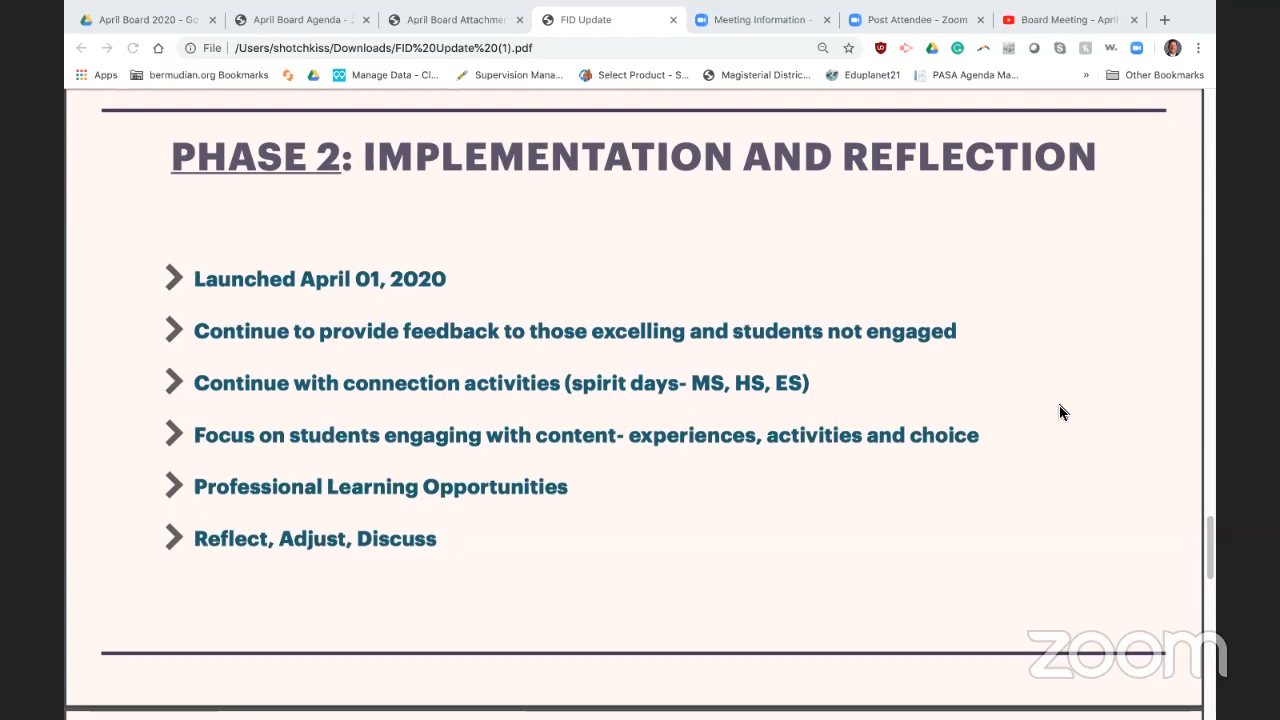 April Board 2020 - Go
April Board Agenda -
April Board Attachmen
FID Update
Meeting Information -
Post Attendee - Zoom
Board Meeting - April
File
/Users/shotchkiss/Downloads/FID%20Update%20(1).pdf
Apps
bermudian.org Bookmarks
Manage Data - Cl...
Supervision Mana...
Select Product - S...
Magisterial Distric...
Eduplanet21
PASA Agenda Ma...
»
Other Bookmarks
PHASE 2: IMPLEMENTATION AND REFLECTION
Launched April 01, 2020
Continue to provide feedback to those excelling and students not engaged
Continue with connection activities (spirit days- MS, HS, ES)
Focus on students engaging with content- experiences, activities and choice
Professional Learning Opportunities
Reflect, Adjust, Discuss
zoom